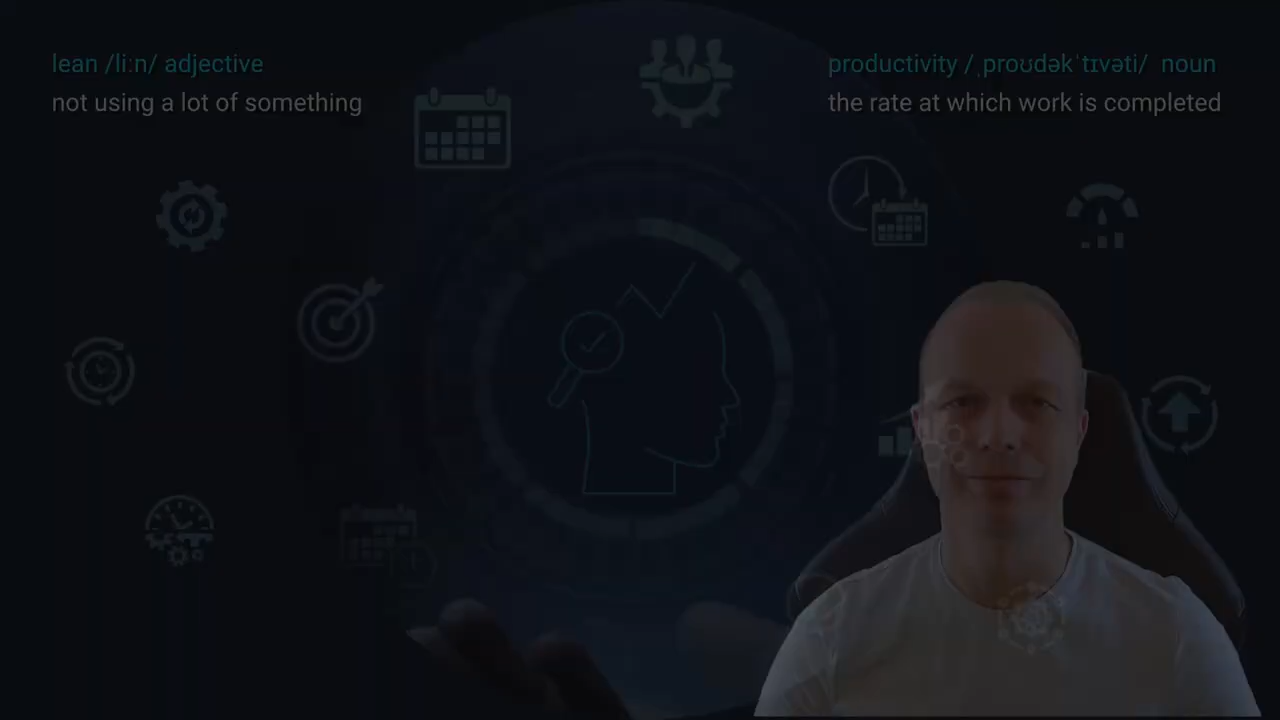 lean /liːn/ adjective
not using a lot of something
productivity /ˌproʊdəkˈtɪvəti/ noun
the rate at which work is completed